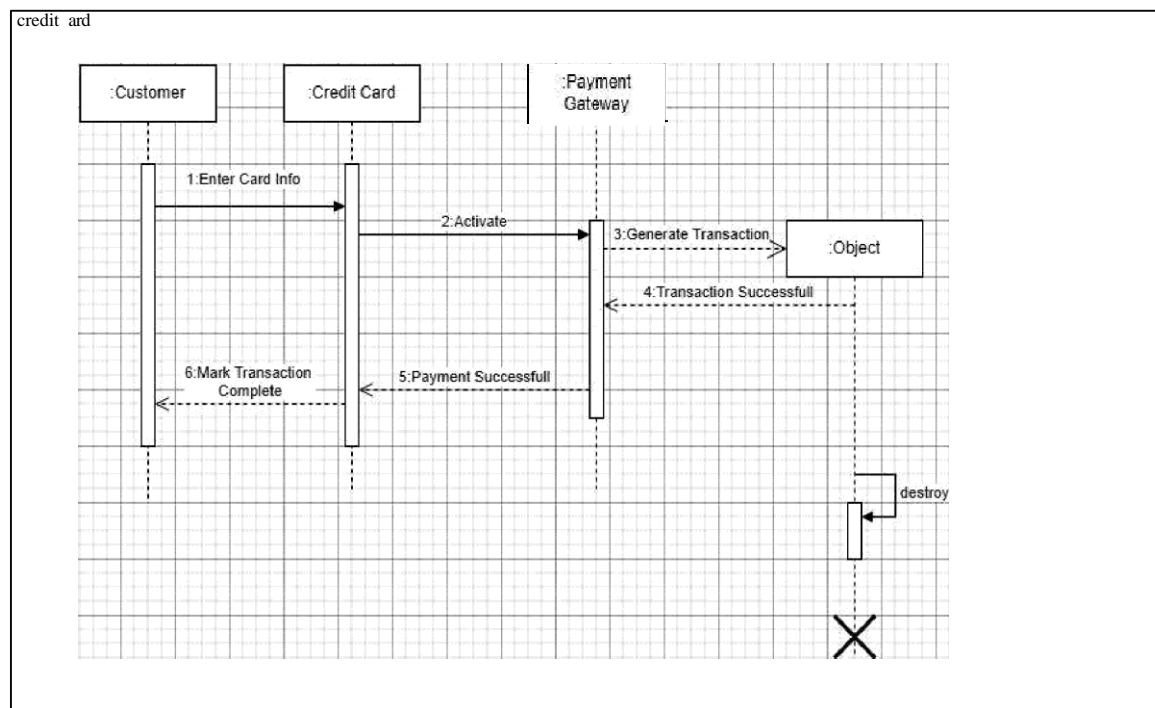 credit ard
:Customer
:Credit Card
:Payment
Gateway
1:Enter Card Info
2:Activate
3:Generate Transaction
:Object
4:Transaction Successfull
6:Mark Transaction
Complete
5:Payment Successfull
destroy